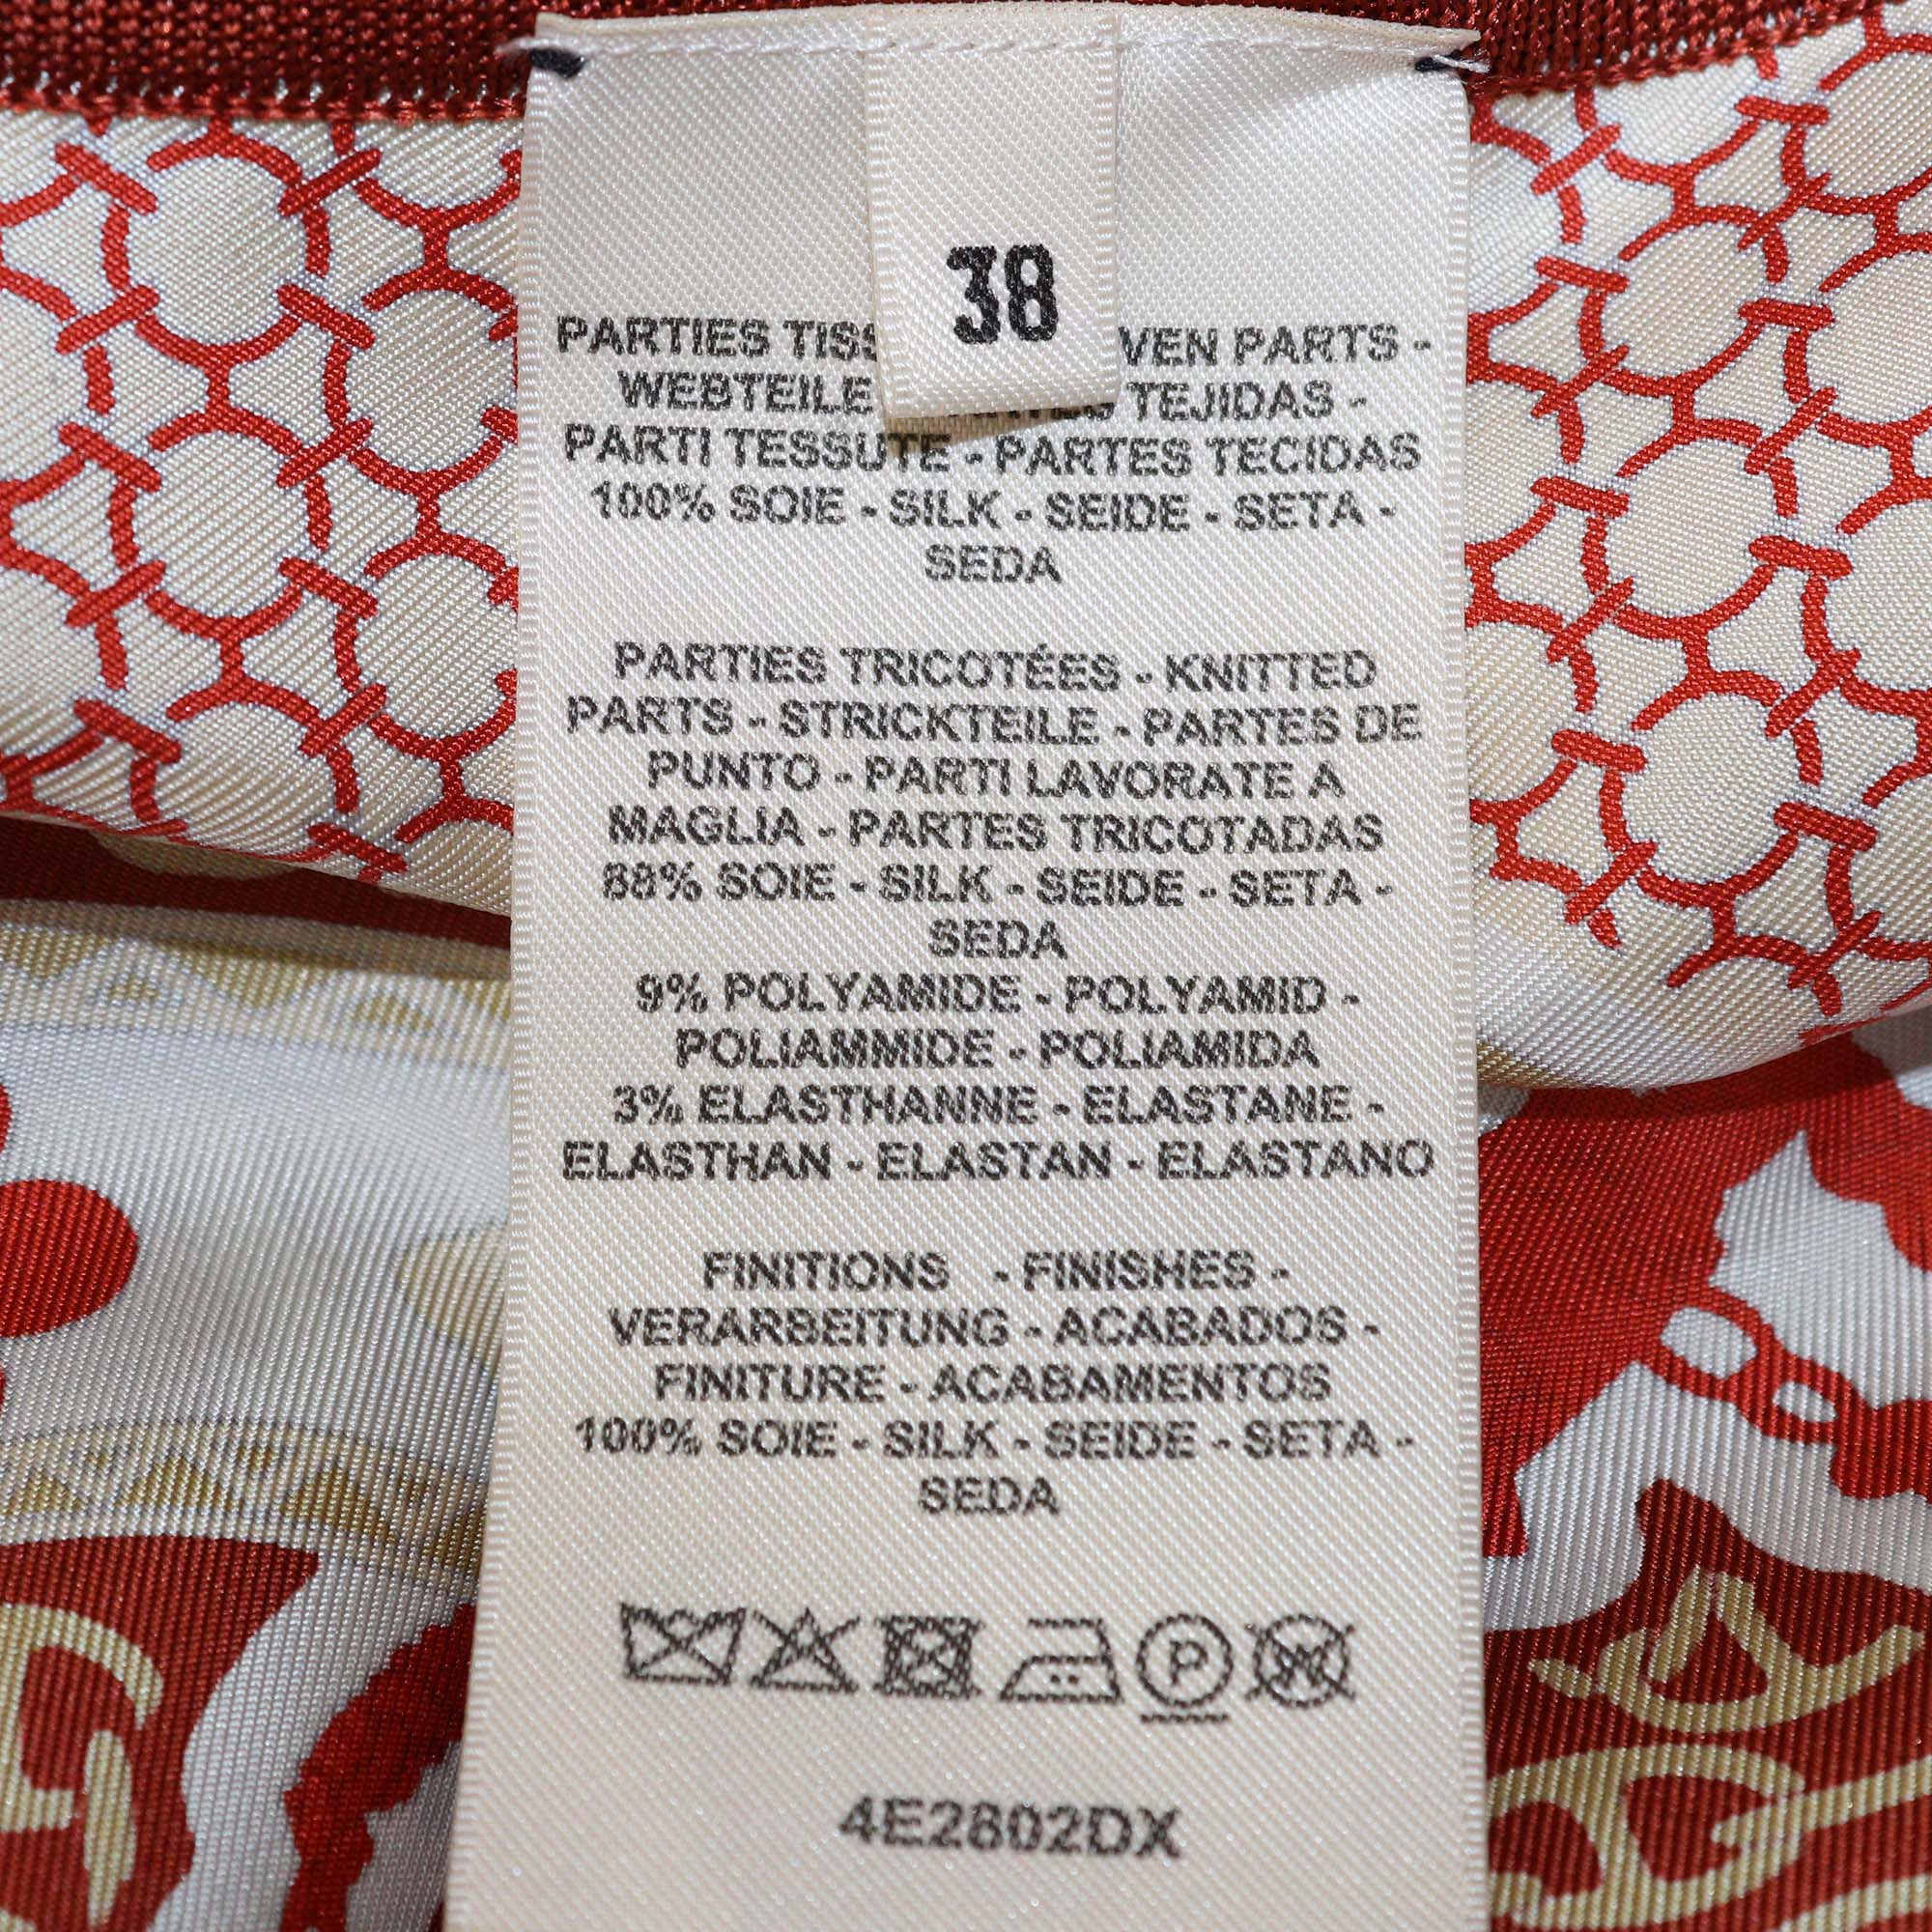 38
PARTIES VEN PARTS -
WEBTEILE TEJIDAS -
PARTI TESSUTE - PARTES TECIDAS
100% SOIE - SILK - SEIDE - SETA -
SEDA
PARTIES TRICOTÉES - KNITTED
PARTS - STRICKTEILE - PARTES DE
PUNTO - PARTI LAVORATE A
MAGLIA - PARTES TRICOTADAS
88% SOIE - SILK - SEIDE - SETA -
SEDA
9% POLYAMIDE - POLYAMID -
POLIAMMIDE - POLIAMIDA
3% ELASTHANNE - ELASTANE -
ELASTHAN - ELASTAN - ELASTANO
FINITIONS - FINISHES -
VERARBEITUNG - ACABADOS -
FINITURE - ACABAMENTOS
100% SOIE - SILK - SEIDE - SETA -
SEDA
P
4E2802DX